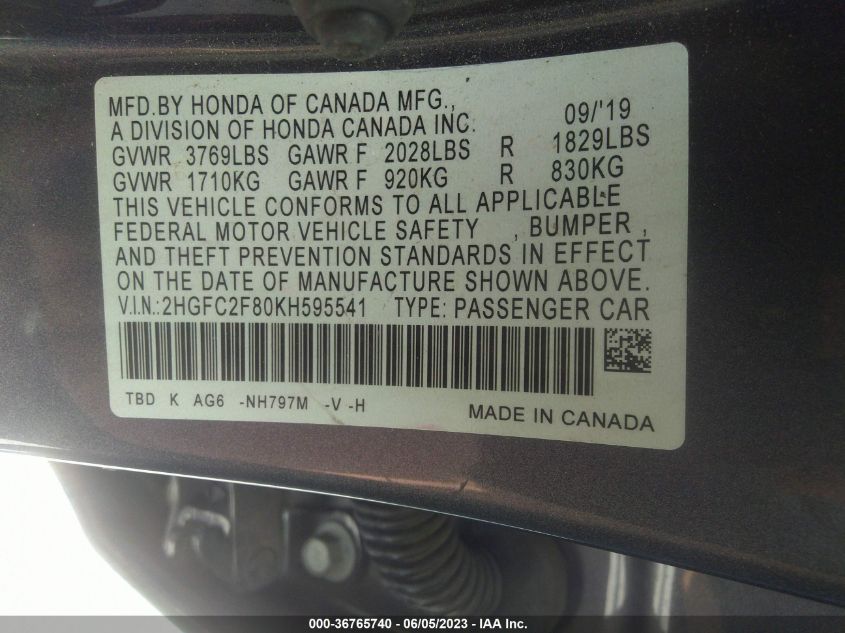 MFD.BY HONDA OF CANADA MFG., 09/'19
A DIVISION OF HONDA CANADA INC.
GVWR 3769LBS GAWR F 2028LBS R 1829LBS
GVWR 1710KG GAWR F 920KG R 830KG
THIS VEHICLE CONFORMS TO ALL APPLICABLE
FEDERAL MOTOR VEHICLE SAFETY , BUMPER ,
AND THEFT PREVENTION STANDARDS IN EFFECT
ON THE DATE OF MANUFACTURE SHOWN ABOVE.
V.I.N.:2HGFC2F80KH595541 TYPE: PASSENGER CAR
TBD K AG6 -NH797M -V -H
MADE IN CANADA
000-36765740 - 06/05/2023 - IAA Inc.